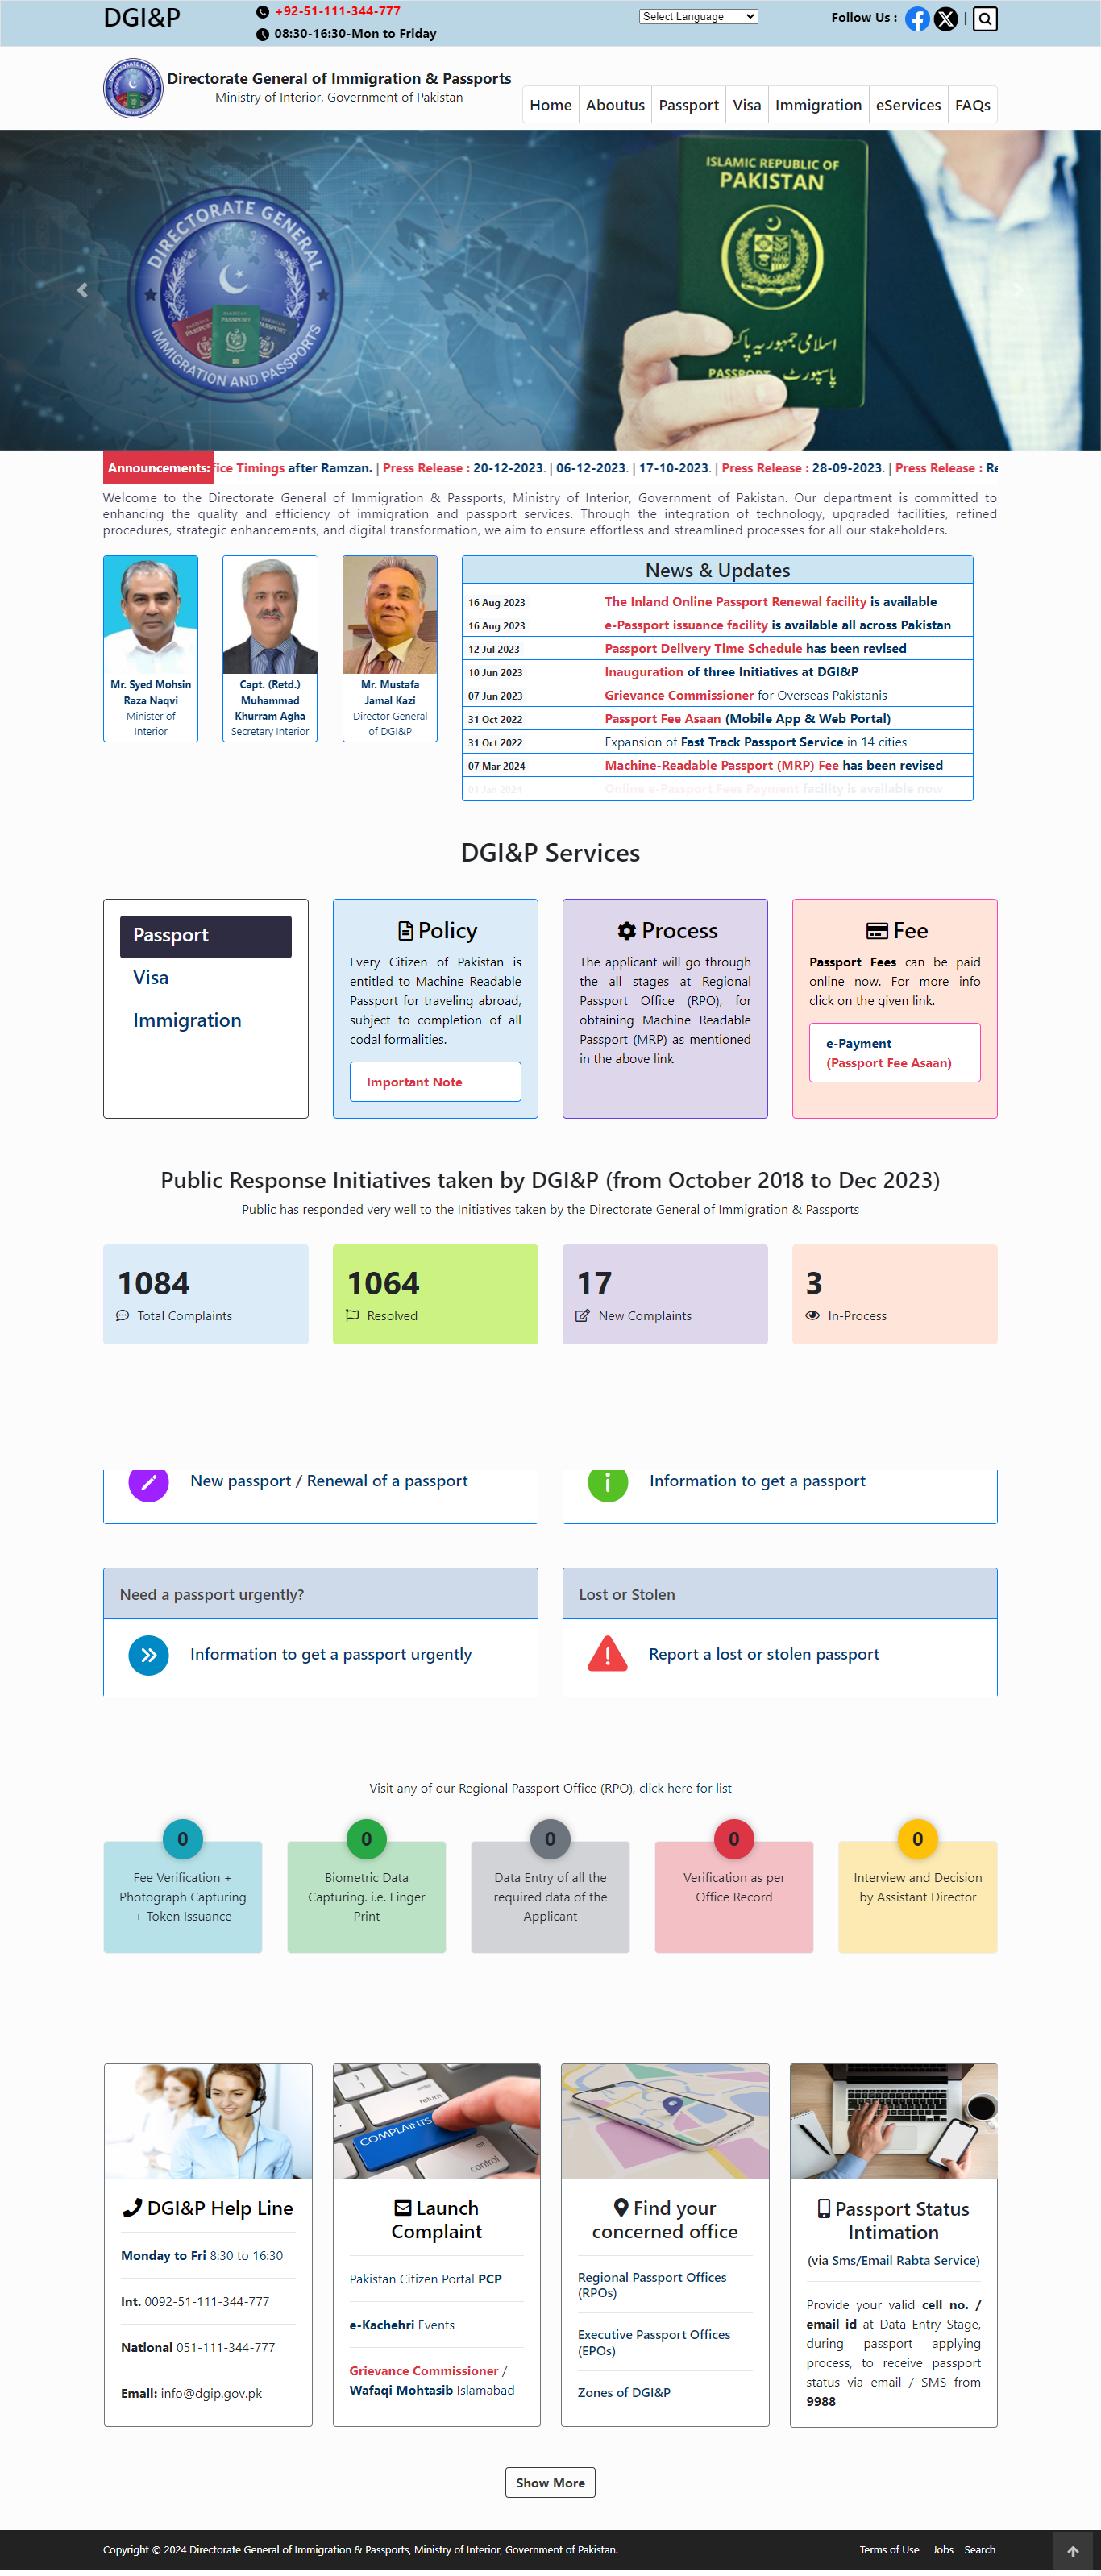 DGI&P
+92-51-111-344-777
08:30-16:30-Mon to Friday
Select Language
Follow Us :
|
Directorate General of Immigration & Passports
Ministry of Interior, Government of Pakistan
Home
Aboutus
Passport
Visa
Immigration
eServices
FAQs
DIRECTORATE GENERAL
IMMIGRATION AND PASSPORTS
ISLAMIC REPUBLIC OF
PAKISTAN
اسلامی جمہوریہ پاکستان
PASSPORT پاسپورٹ
Announcements:
fice Timings after Ramzan. | Press Release : 20-12-2023. | 06-12-2023. | 17-10-2023. | Press Release : 28-09-2023. | Press Release : Re
Welcome to the Directorate General of Immigration & Passports, Ministry of Interior, Government of Pakistan. Our department is committed to
enhancing the quality and efficiency of immigration and passport services. Through the integration of technology, upgraded facilities, refined
procedures, strategic enhancements, and digital transformation, we aim to ensure effortless and streamlined processes for all our stakeholders.
Mr. Syed Mohsin
Raza Naqvi
Minister of
Interior
Capt. (Retd.)
Muhammad
Khurram Agha
Secretary Interior
Mr. Mustafa
Jamal Kazi
Director General
of DGI&P
News & Updates
16 Aug 2023 The Inland Online Passport Renewal facility is available
16 Aug 2023 e-Passport issuance facility is available all across Pakistan
12 Jul 2023 Passport Delivery Time Schedule has been revised
10 Jun 2023 Inauguration of three Initiatives at DGI&P
07 Jun 2023 Grievance Commissioner for Overseas Pakistanis
31 Oct 2022 Passport Fee Asaan (Mobile App & Web Portal)
31 Oct 2022 Expansion of Fast Track Passport Service in 14 cities
07 Mar 2024 Machine-Readable Passport (MRP) Fee has been revised
01 Jan 2024 Online e-Passport Fees Payment facility is available now
DGI&P Services
Passport
Visa
Immigration
Policy
Every Citizen of Pakistan is
entitled to Machine Readable
Passport for traveling abroad,
subject to completion of all
codal formalities.
Important Note
Process
The applicant will go through
the all stages at Regional
Passport Office (RPO), for
obtaining Machine Readable
Passport (MRP) as mentioned
in the above link
Fee
Passport Fees can be paid
online now. For more info
click on the given link.
e-Payment
(Passport Fee Asaan)
Public Response Initiatives taken by DGI&P (from October 2018 to Dec 2023)
Public has responded very well to the Initiatives taken by the Directorate General of Immigration & Passports
1084
Total Complaints
1064
Resolved
17
New Complaints
3
In-Process
New passport / Renewal of a passport
Information to get a passport
Need a passport urgently?
Information to get a passport urgently
Lost or Stolen
Report a lost or stolen passport
Visit any of our Regional Passport Office (RPO), click here for list
0
Fee Verification +
Photograph Capturing
+ Token Issuance
0
Biometric Data
Capturing. i.e. Finger
Print
0
Data Entry of all the
required data of the
Applicant
0
Verification as per
Office Record
0
Interview and Decision
by Assistant Director
DGI&P Help Line
Monday to Fri 8:30 to 16:30
Int. 0092-51-111-344-777
National 051-111-344-777
Email: info@dgip.gov.pk
return
COMPLAINTS
control
Launch
Complaint
Pakistan Citizen Portal PCP
e-Kachehri Events
Grievance Commissioner /
Wafaqi Mohtasib Islamabad
Find your
concerned office
Regional Passport Offices
(RPOs)
Executive Passport Offices
(EPOs)
Zones of DGI&P
Passport Status
Intimation
(via Sms/Email Rabta Service)
Provide your valid cell no. /
email id at Data Entry Stage,
during passport applying
process, to receive passport
status via email / SMS from
9988
Show More
Copyright © 2024 Directorate General of Immigration & Passports, Ministry of Interior, Government of Pakistan.
Terms of Use
Jobs
Search